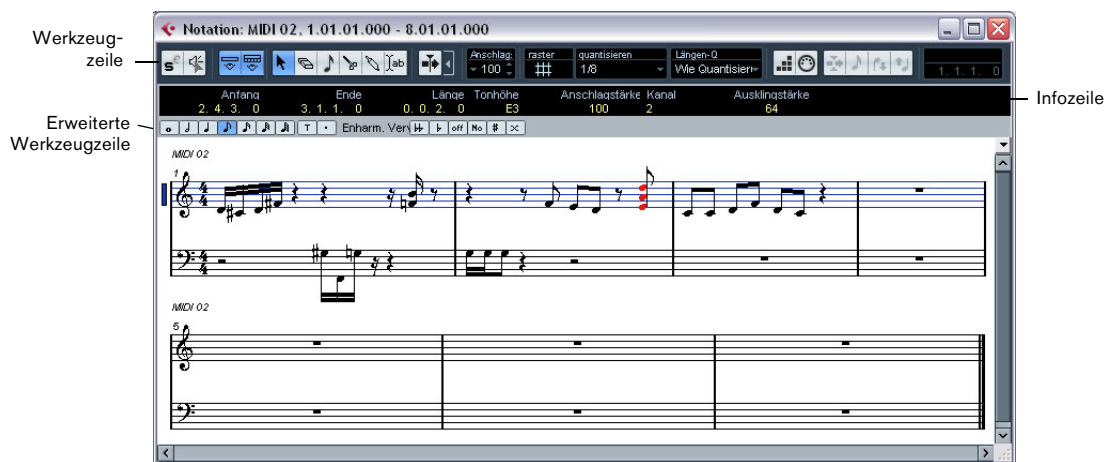 Notation: MIDI 02, 1.01.01.000 - 8.01.01.000
Werkzeug-
zeile
Anschlag: raster quantisieren Längen-Q
100 1/8 Wie Quantisier
1. 1. 1. 0
Anfang Ende Länge Tonhöhe Anschlagstärke Kanal Ausklingstärke
2. 4. 3. 0 3. 1. 1. 0 0. 0. 2. 0 E3 100 2 64
Infozeile
Erweiterte
Werkzeugzeile
T Enharm. Ver off No
MIDI 02
1
MIDI 02
5